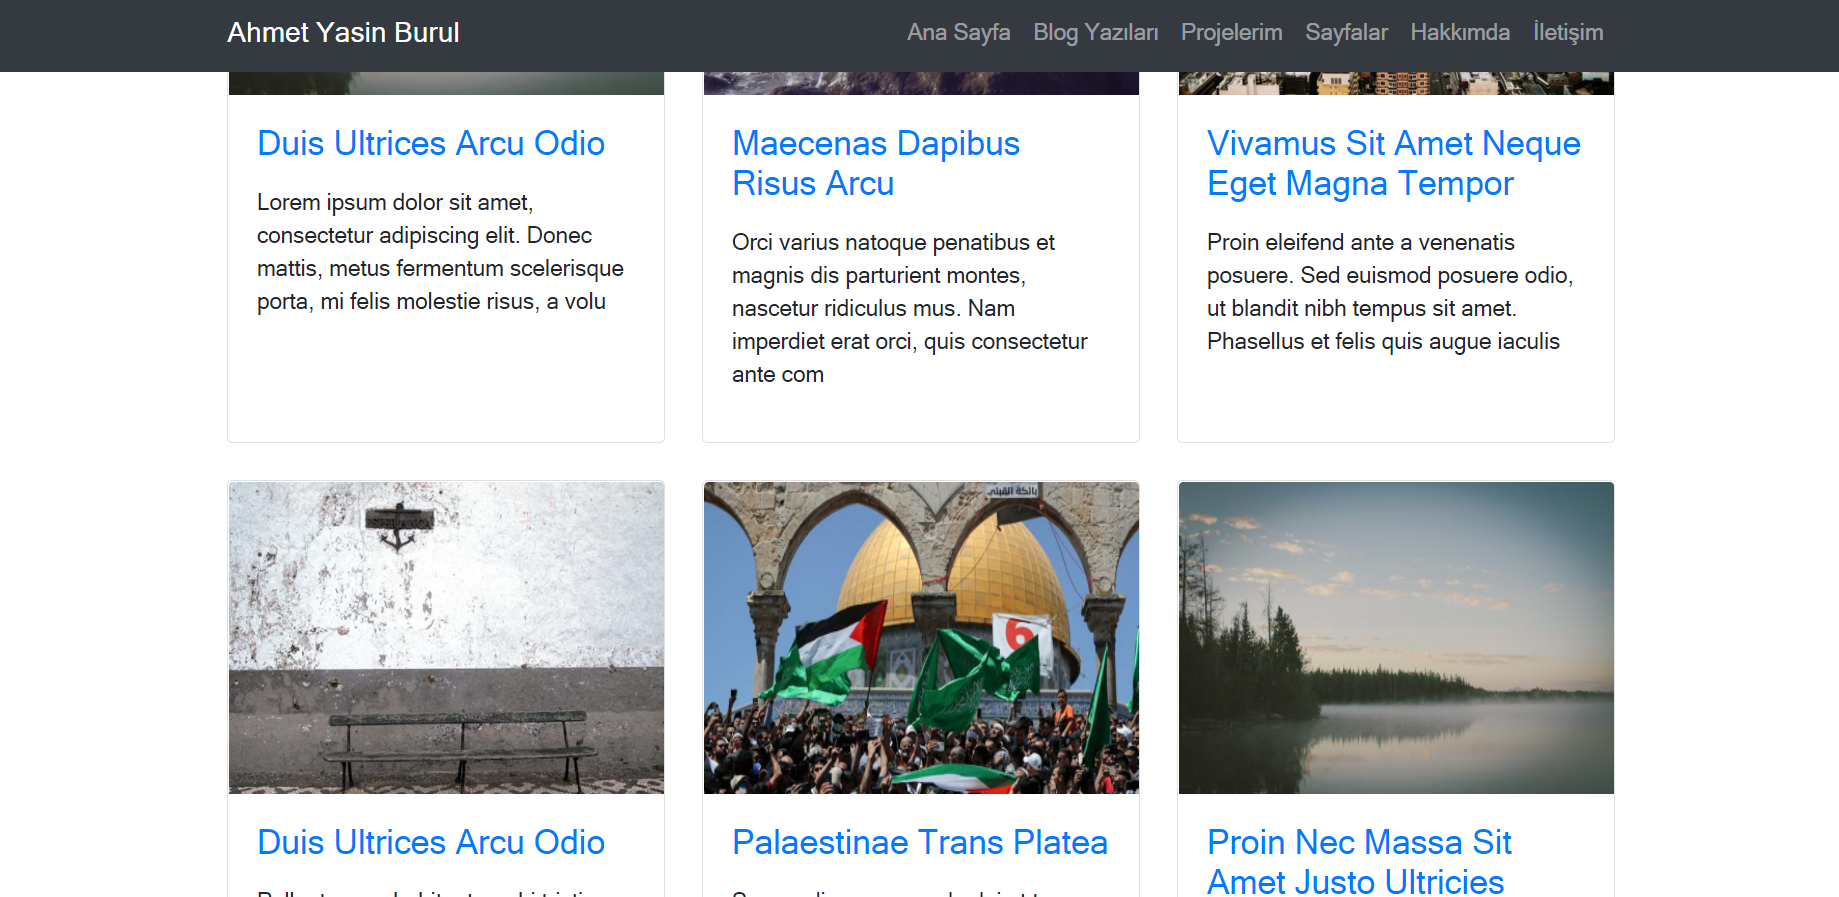 Ahmet Yasin Burul
Ana Sayfa Blog Yazıları Projelerim Sayfalar Hakkımda İletişim
Duis Ultrices Arcu Odio
Lorem ipsum dolor sit amet,
consectetur adipiscing elit. Donec
mattis, metus fermentum scelerisque
porta, mi felis molestie risus, a volu
Maecenas Dapibus
Risus Arcu
Orci varius natoque penatibus et
magnis dis parturient montes,
nascetur ridiculus mus. Nam
imperdiet erat orci, quis consectetur
ante com
Vivamus Sit Amet Neque
Eget Magna Tempor
Proin eleifend ante a venenatis
posuere. Sed euismod posuere odio,
ut blandit nibh tempus sit amet.
Phasellus et felis quis augue iaculis
بائكة القبلي
6
Duis Ultrices Arcu Odio
Palaestinae Trans Platea
Proin Nec Massa Sit
Amet Justo Ultricies